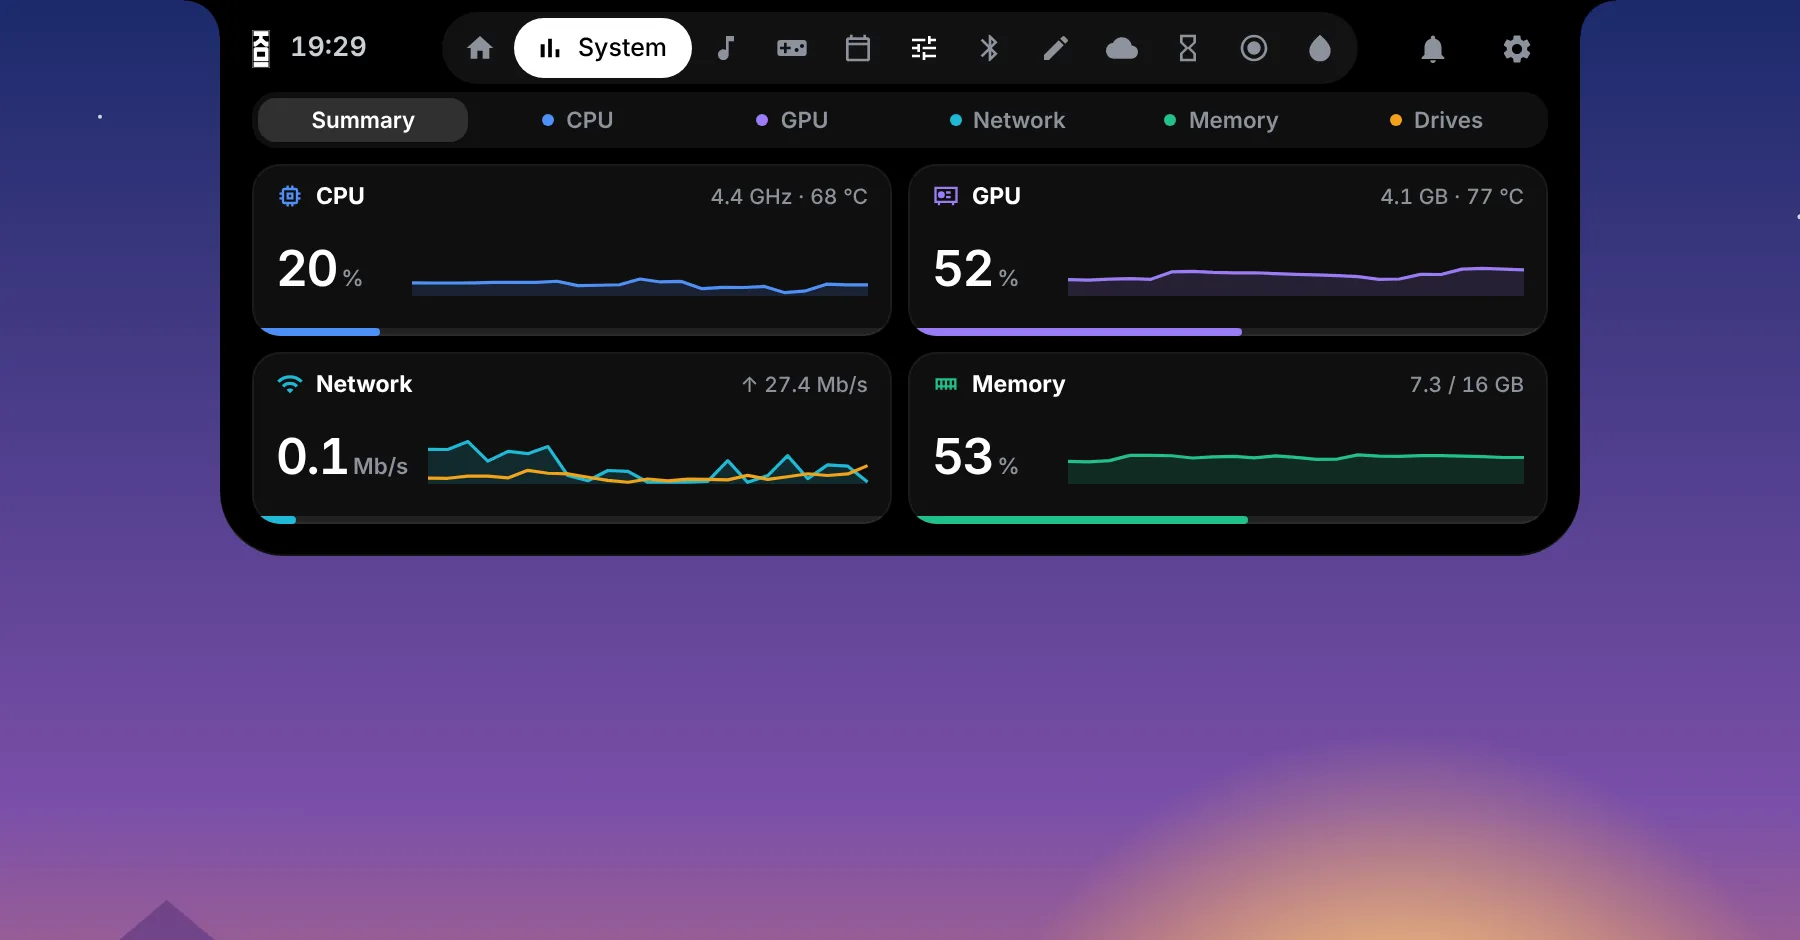 19:29
System
Summary
CPU
GPU
Network
Memory
Drives
CPU
4.4 GHz · 68 °C
20 %
GPU
4.1 GB · 77 °C
52 %
Network
↑ 27.4 Mb/s
0.1 Mb/s
Memory
7.3 / 16 GB
53 %